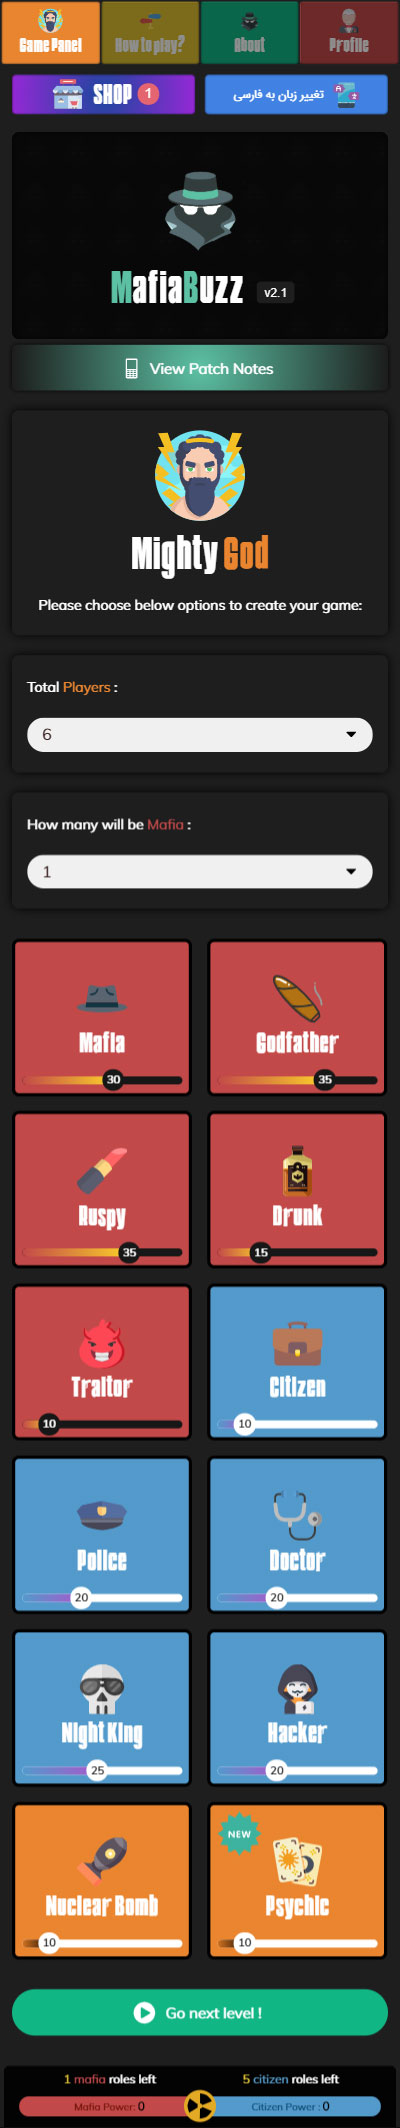 Game Panel
How to play?
About
Profile
SHOP 1
تغییر زبان به فارسی
MafiaBuzz v2.1
View Patch Notes
Mighty God
Please choose below options to create your game:
Total Players :
6
How many will be Mafia :
1
Mafia
30
Godfather
35
Ruspy
35
Drunk
15
Traitor
10
Citizen
10
Police
20
Doctor
20
Night King
25
Hacker
20
Nuclear Bomb
10
NEW
Psychic
10
Go next level !
1 mafia roles left
5 citizen roles left
Mafia Power: 0
Citizen Power : 0